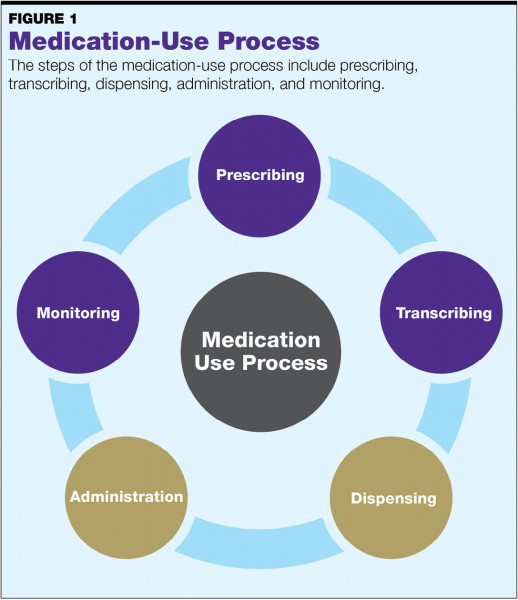 FIGURE 1
Medication-Use Process
The steps of the medication-use process include prescribing,
transcribing, dispensing, administration, and monitoring.
Prescribing
Monitoring
Transcribing
Medication
Use Process
Administration
Dispensing